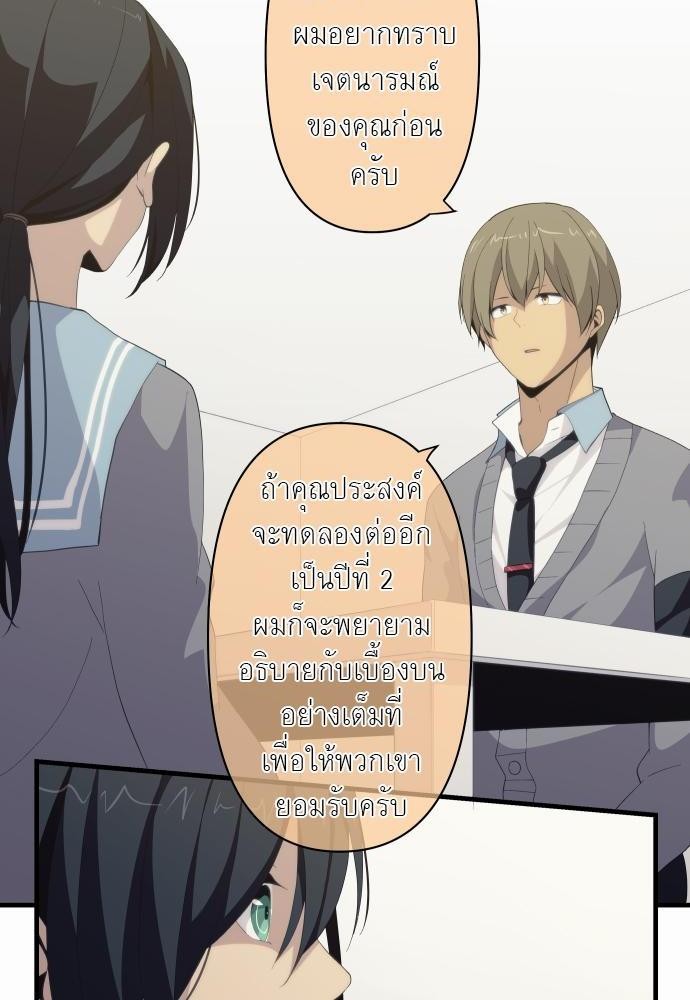 ผมอยากทราบ
เจตนารมณ์
ของคุณก่อน
ครับ
ถ้าคุณประสงค์
จะทดลองต่ออีก
เป็นปีที่ 2
ผมก็จะพยายาม
อธิบายกับเบื้องบน
อย่างเต็มที่
เพื่อให้พวกเขา
ยอมรับครับ